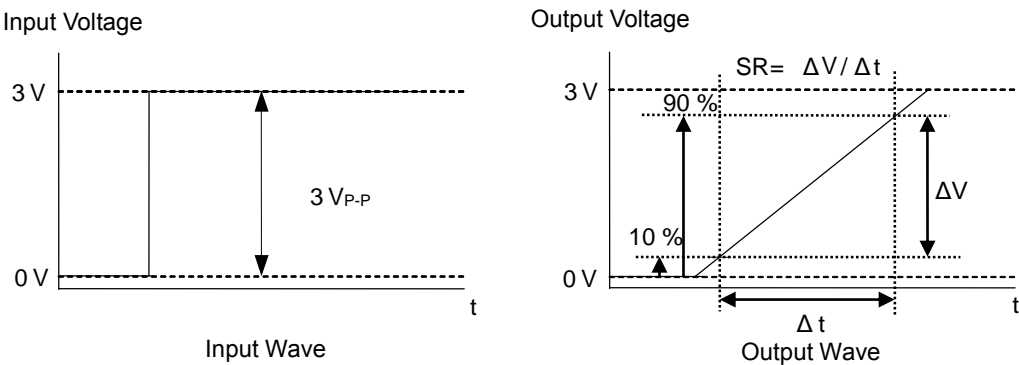 Input Voltage
3 V
3 VP-P
0 V
t
Input Wave
Output Voltage
SR= ΔV/Δt
3 V
90 %
ΔV
10 %
0 V
t
Δt
Output Wave